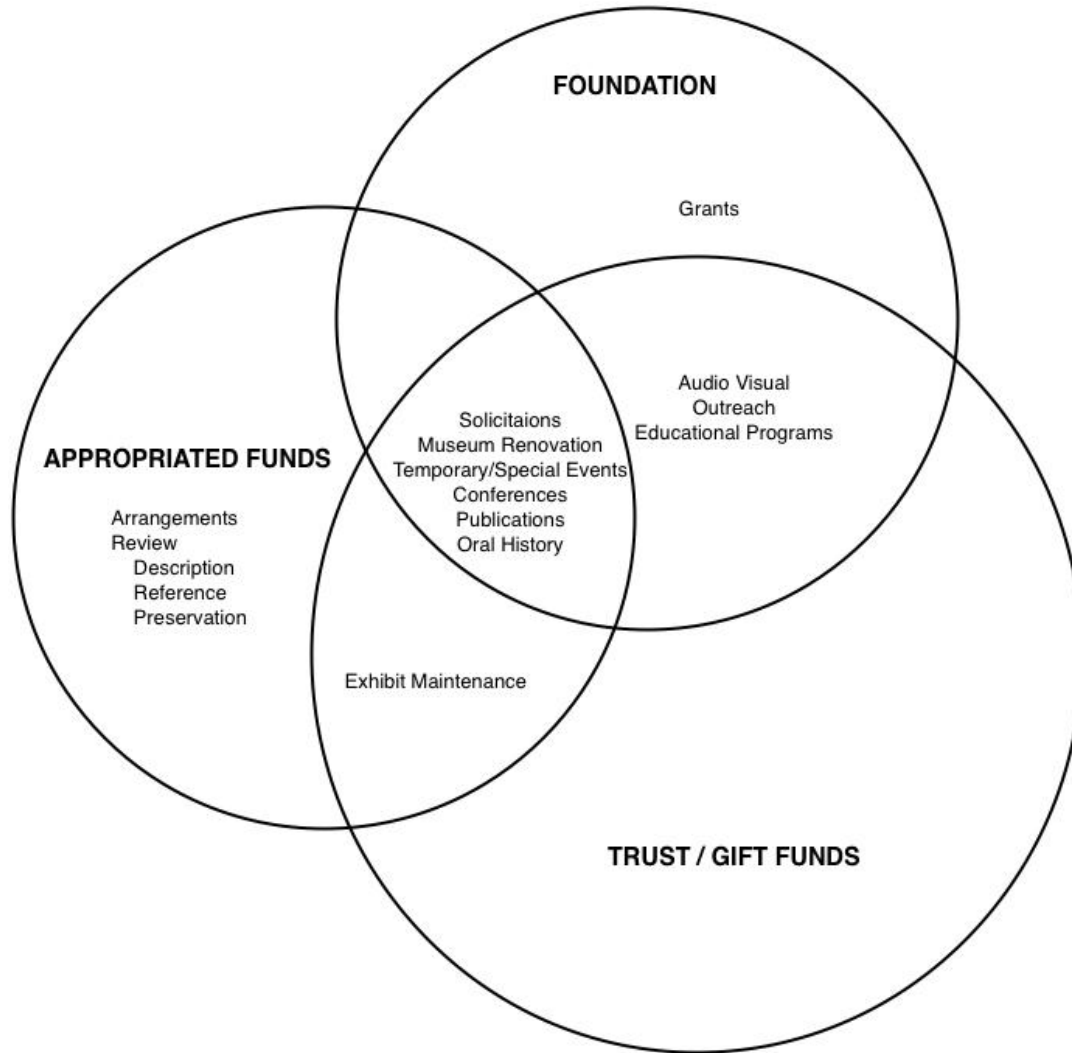 FOUNDATION
Grants
Audio Visual
Outreach
Educational Programs
Solicitaions
Museum Renovation
Temporary/Special Events
Conferences
Publications
Oral History
APPROPRIATED FUNDS
Arrangements
Review
Description
Reference
Preservation
Exhibit Maintenance
TRUST / GIFT FUNDS